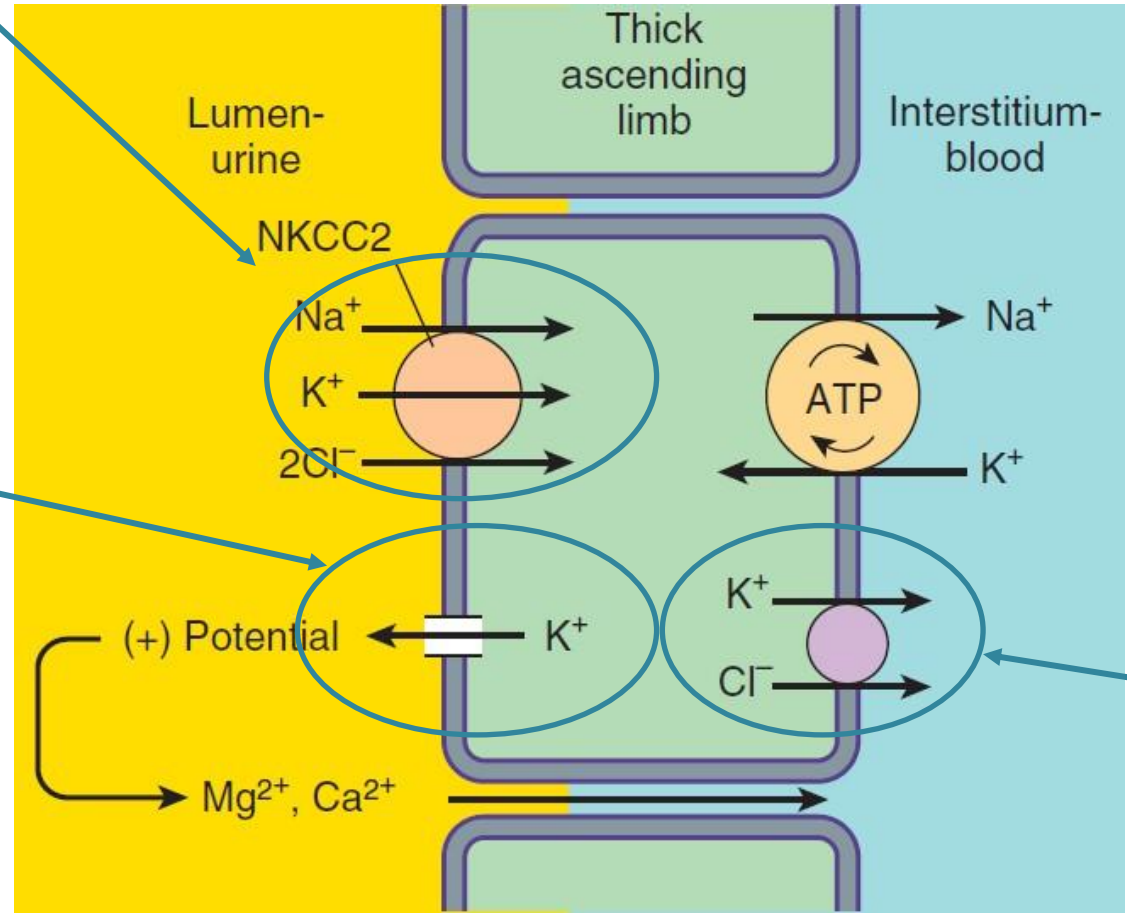 Thick
ascending
limb
Lumen-
urine
Interstitium-
blood
NKCC2
Na⁺
Na⁺
K⁺
ATP
2Cl⁻
K⁺
K⁺
(+) Potential
K⁺
Cl⁻
Mg²⁺, Ca²⁺